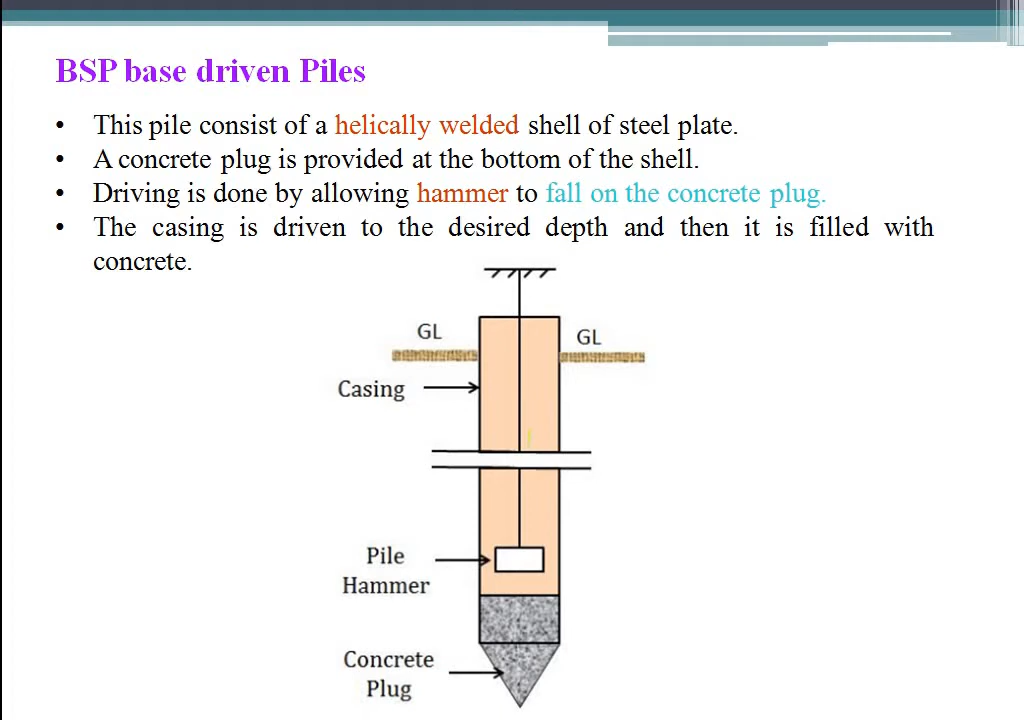 BSP base driven Piles
• This pile consist of a helically welded shell of steel plate.
• A concrete plug is provided at the bottom of the shell.
• Driving is done by allowing hammer to fall on the concrete plug.
• The casing is driven to the desired depth and then it is filled with
concrete.
GL
GL
Casing
Pile
Hammer
Concrete
Plug